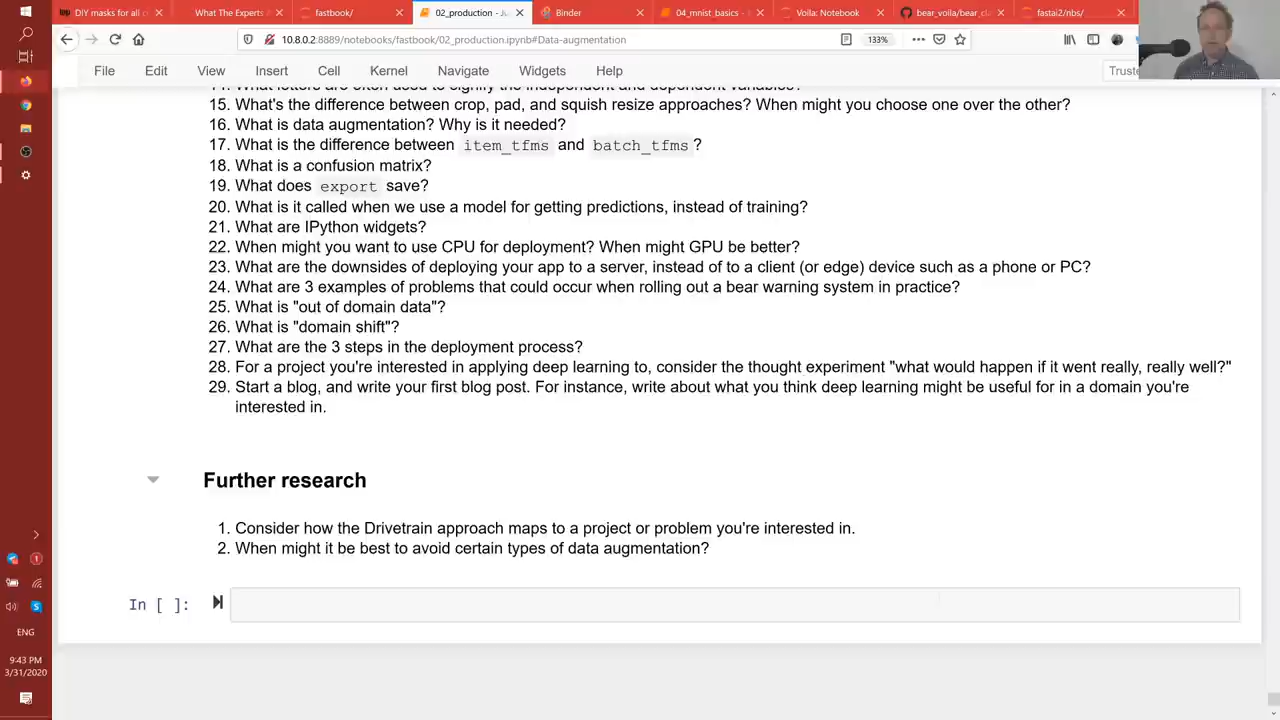 DIY masks for all c
What The Experts
fastbook/
02_production - Ju
Binder
04_mnist_basics -
Voila: Notebook
bear_voila/bear_cl
fastai2/nbs/
10.8.0.2:8889/notebooks/fastbook/02_production.ipynb#Data-augmentation
133%
File Edit View Insert Cell Kernel Navigate Widgets Help
Truste
14. What letters are often used to signify the independent and dependent variables?
15. What's the difference between crop, pad, and squish resize approaches? When might you choose one over the other?
16. What is data augmentation? Why is it needed?
17. What is the difference between item_tfms and batch_tfms ?
18. What is a confusion matrix?
19. What does export save?
20. What is it called when we use a model for getting predictions, instead of training?
21. What are IPython widgets?
22. When might you want to use CPU for deployment? When might GPU be better?
23. What are the downsides of deploying your app to a server, instead of to a client (or edge) device such as a phone or PC?
24. What are 3 examples of problems that could occur when rolling out a bear warning system in practice?
25. What is "out of domain data"?
26. What is "domain shift"?
27. What are the 3 steps in the deployment process?
28. For a project you're interested in applying deep learning to, consider the thought experiment "what would happen if it went really, really well?"
29. Start a blog, and write your first blog post. For instance, write about what you think deep learning might be useful for in a domain you're
interested in.
Further research
1. Consider how the Drivetrain approach maps to a project or problem you're interested in.
2. When might it be best to avoid certain types of data augmentation?
In [ ]:
ENG
9:43 PM
3/31/2020